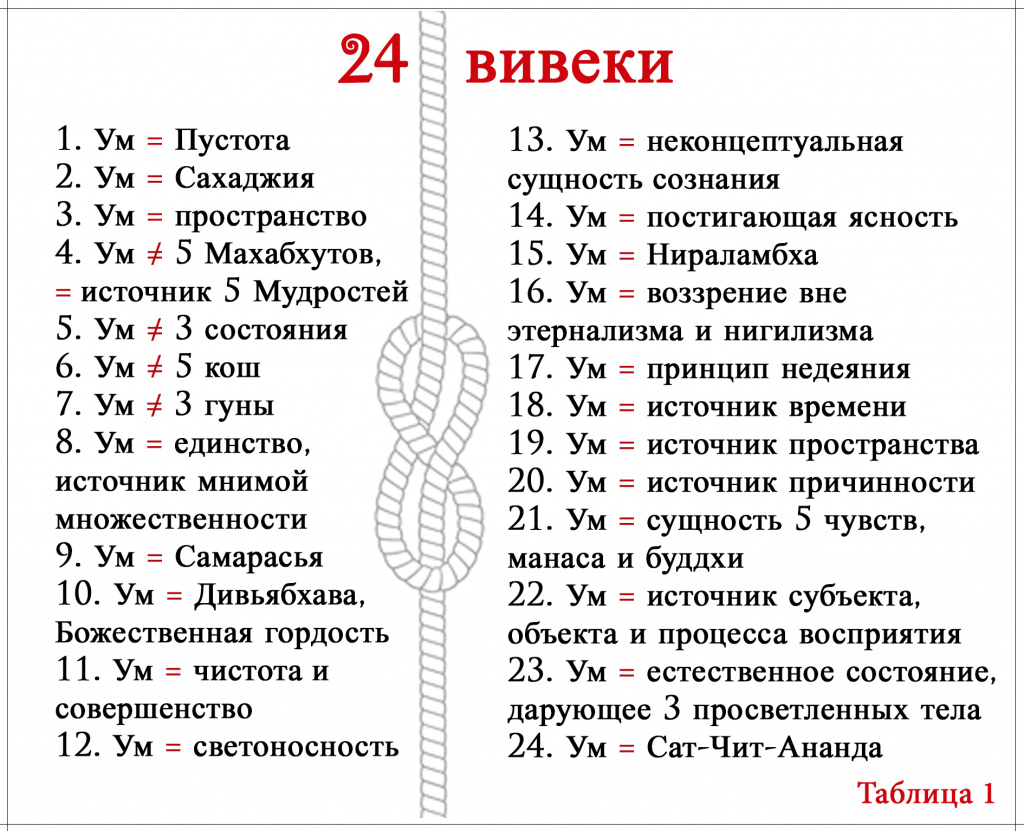 24 вивеки
1. Ум = Пустота
2. Ум = Сахаджия
3. Ум = пространство
4. Ум ≠ 5 Махабхутов,
= источник 5 Мудростей
5. Ум ≠ 3 состояния
6. Ум ≠ 5 кош
7. Ум ≠ 3 гуны
8. Ум = единство,
источник мнимой
множественности
9. Ум = Самарасья
10. Ум = Дивьябхава,
Божественная гордость
11. Ум = чистота и
совершенство
12. Ум = светоносность
13. Ум = неконцептуальная
сущность сознания
14. Ум = постигающая ясность
15. Ум = Нираламбха
16. Ум = воззрение вне
этернализма и нигилизма
17. Ум = принцип недеяния
18. Ум = источник времени
19. Ум = источник пространства
20. Ум = источник причинности
21. Ум = сущность 5 чувств,
манаса и буддхи
22. Ум = источник субъекта,
объекта и процесса восприятия
23. Ум = естественное состояние,
дарующее 3 просветленных тела
24. Ум = Сат-Чит-Ананда
Таблица 1